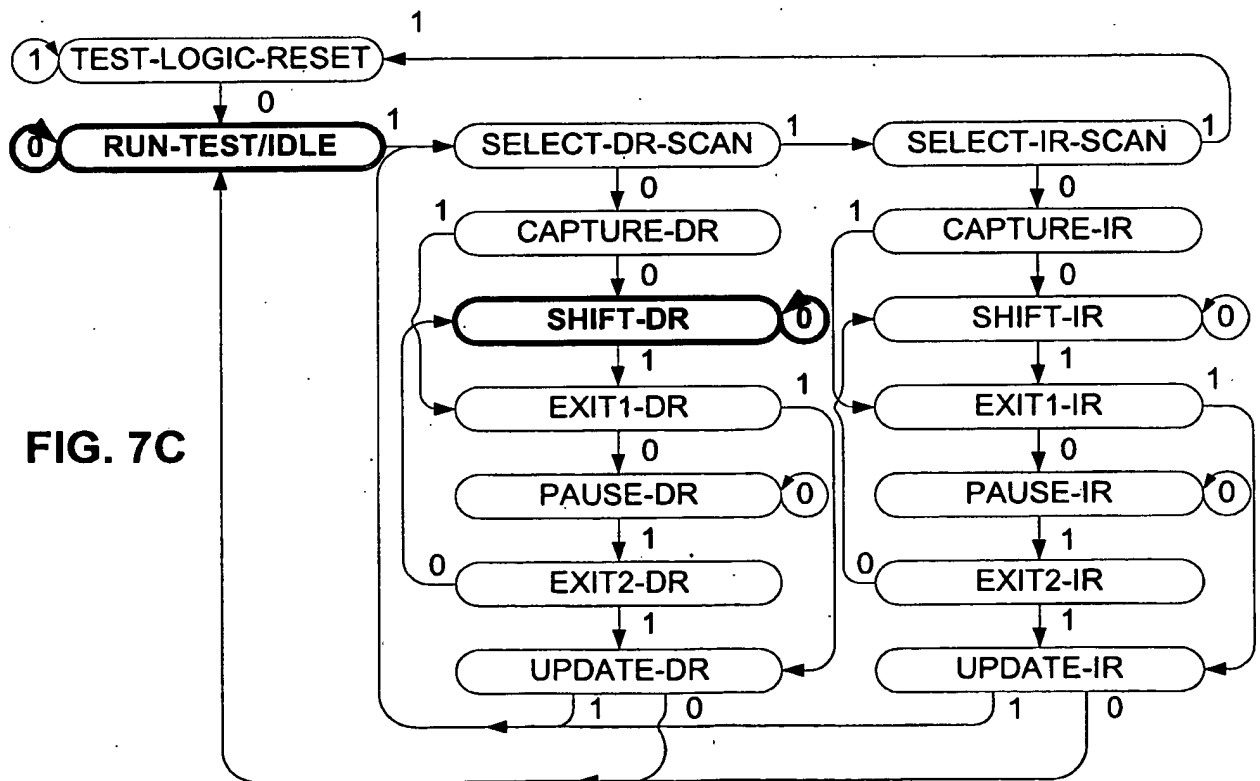 1
1 TEST-LOGIC-RESET
0
0 RUN-TEST/IDLE 1 SELECT-DR-SCAN 1 SELECT-IR-SCAN 1
0 0
1 CAPTURE-DR 1 CAPTURE-IR
0 0
SHIFT-DR 0 SHIFT-IR 0
1 1
EXIT1-DR 1 EXIT1-IR 1
FIG. 7C
0 0
PAUSE-DR 0 PAUSE-IR 0
1 1
0 EXIT2-DR 0 EXIT2-IR
1 1
UPDATE-DR UPDATE-IR
1 0 1 0